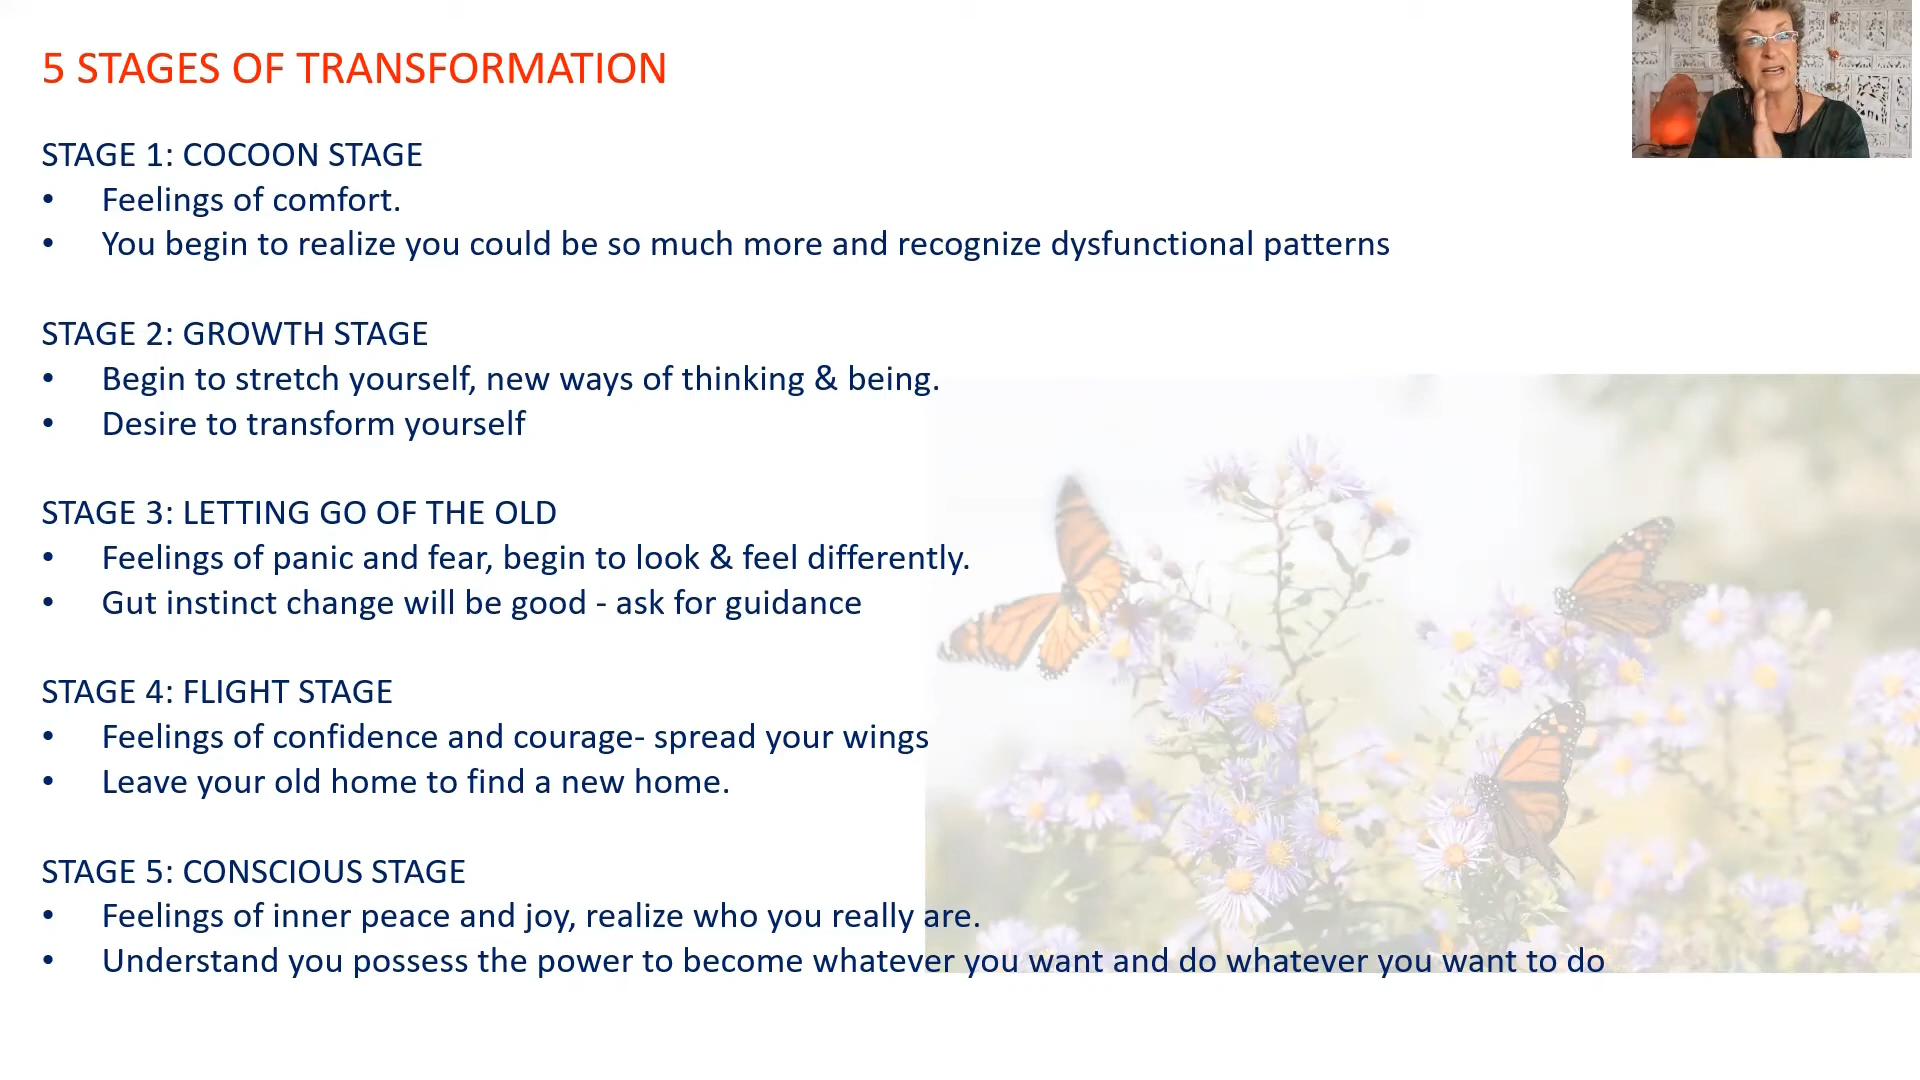 5 STAGES OF TRANSFORMATION
STAGE 1: COCOON STAGE
• Feelings of comfort.
• You begin to realize you could be so much more and recognize dysfunctional patterns
STAGE 2: GROWTH STAGE
• Begin to stretch yourself, new ways of thinking & being.
• Desire to transform yourself
STAGE 3: LETTING GO OF THE OLD
• Feelings of panic and fear, begin to look & feel differently.
• Gut instinct change will be good - ask for guidance
STAGE 4: FLIGHT STAGE
• Feelings of confidence and courage- spread your wings
• Leave your old home to find a new home.
STAGE 5: CONSCIOUS STAGE
• Feelings of inner peace and joy, realize who you really are.
• Understand you possess the power to become whatever you want and do whatever you want to do